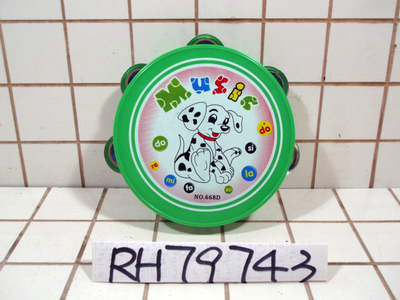 Music
do
do
si
re
la
mi
fa
so
NO.668D
RH79743